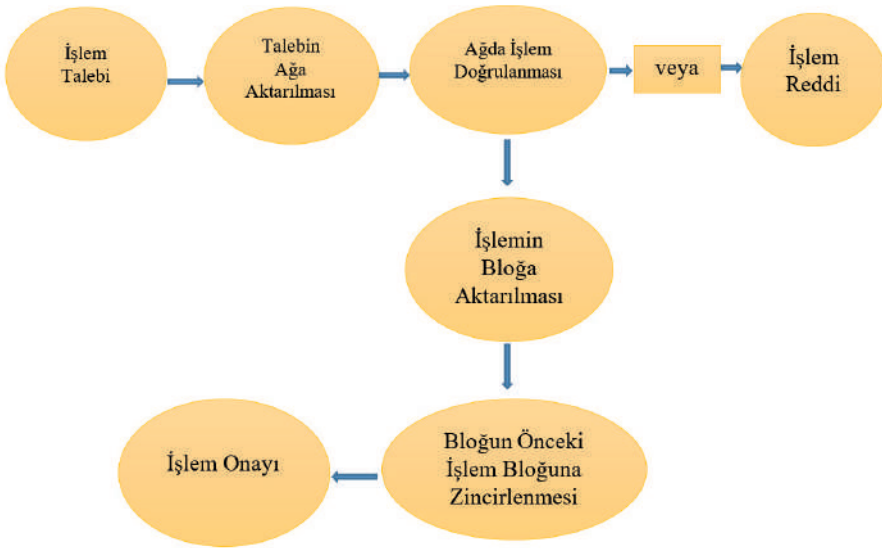 İşlem
Talebi
Talebin
Ağa
Aktarılması
Ağda İşlem
Doğrulanması
veya
İşlem
Reddi
İşlemin
Bloğa
Aktarılması
Bloğun Önceki
İşlem Bloğuna
Zincirlenmesi
İşlem Onayı